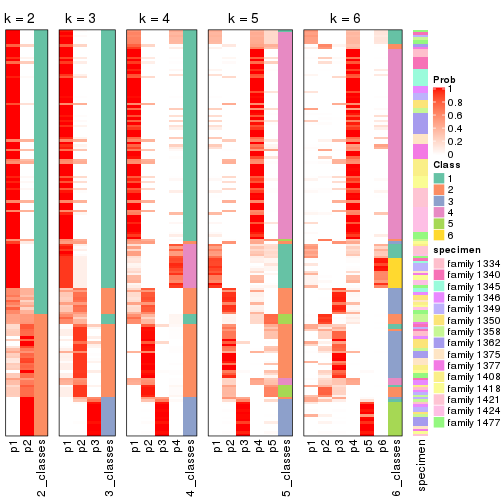 k = 2
k = 3
k = 4
k = 5
k = 6
Prob
1
0.8
0.6
0.4
0.2
0
Class
1
2
3
4
5
6
specimen
family 1334
family 1340
family 1345
family 1346
family 1349
family 1350
family 1358
family 1362
family 1375
family 1377
family 1408
family 1418
family 1421
family 1424
family 1477
p1
p2
2_classes
p1
p2
p3
3_classes
p1
p2
p3
p4
4_classes
p1
p2
p3
p4
p5
5_classes
p1
p2
p3
p4
p5
p6
6_classes
specimen